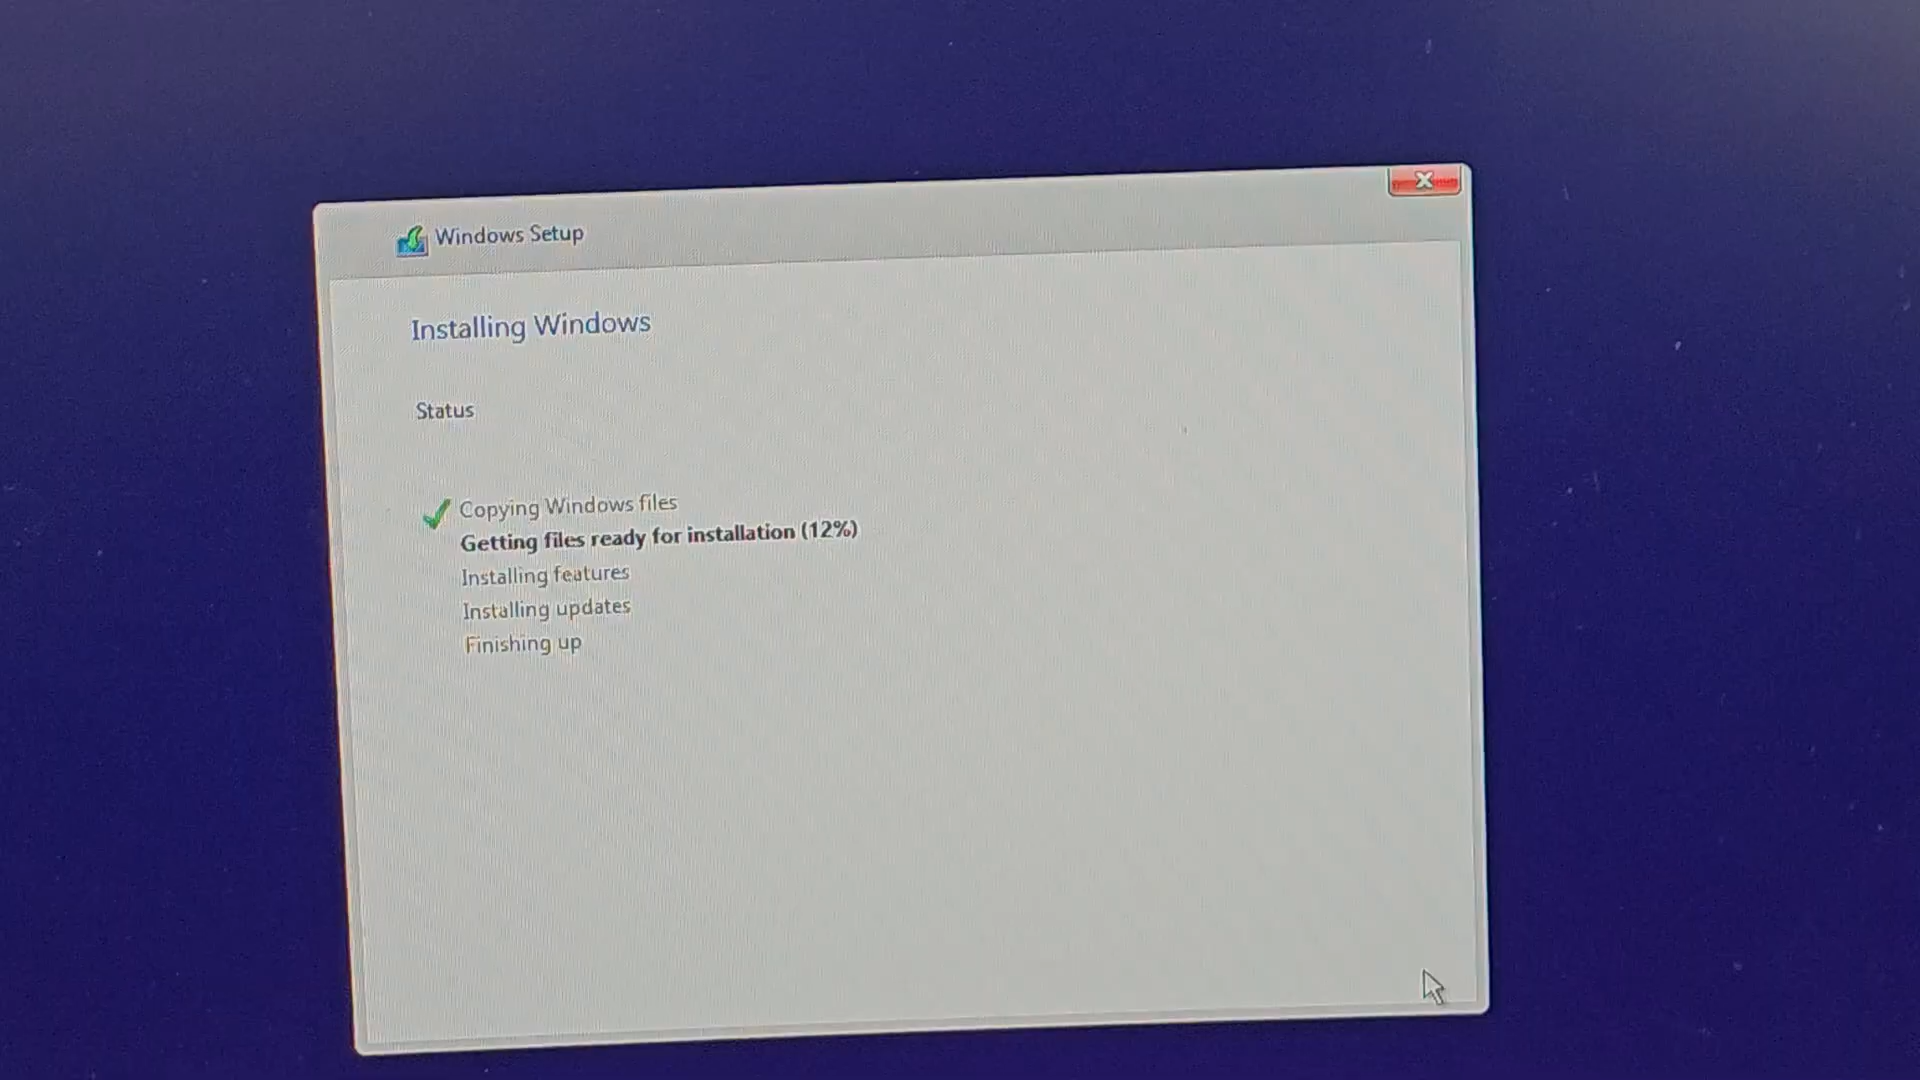 Windows Setup
Installing Windows
Status
Copying Windows files
Getting files ready for installation (12%)
Installing features
Installing updates
Finishing up